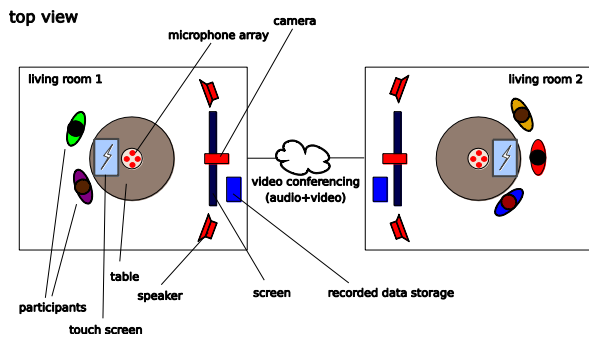 top view
camera
microphone array
living room 1
living room 2
video conferencing
(audio+video)
table
speaker
screen
recorded data storage
participants
touch screen